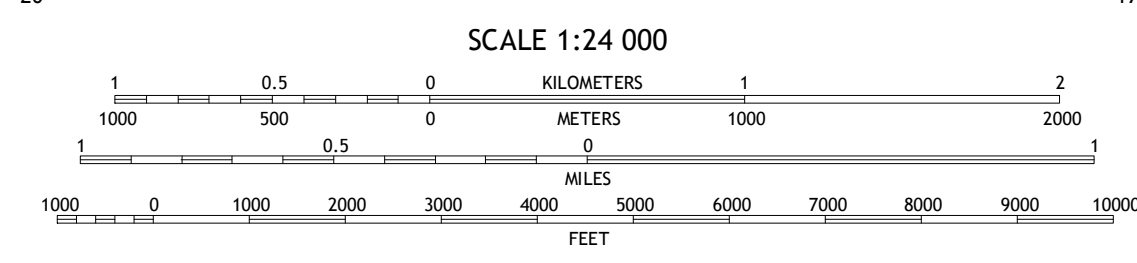 SCALE 1:24 000
1 0.5 0 KILOMETERS 1 2
1000 500 0 METERS 1000 2000
1 0.5 0 1
MILES
1000 0 1000 2000 3000 4000 5000 6000 7000 8000 9000 10000
FEET